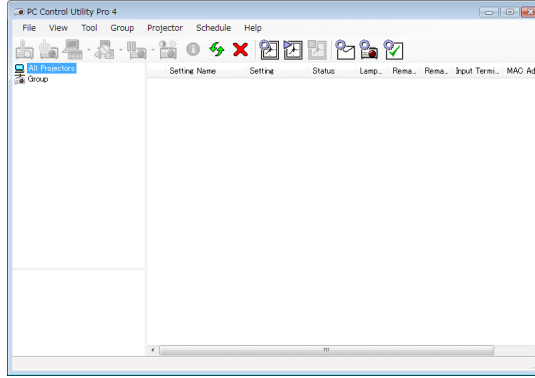 PC Control Utility Pro 4
File View Tool Group Projector Schedule Help
All Projectors
Group
Setting Name Setting Status Lamp... Rema... Rema... Input Termi... MAC Ad